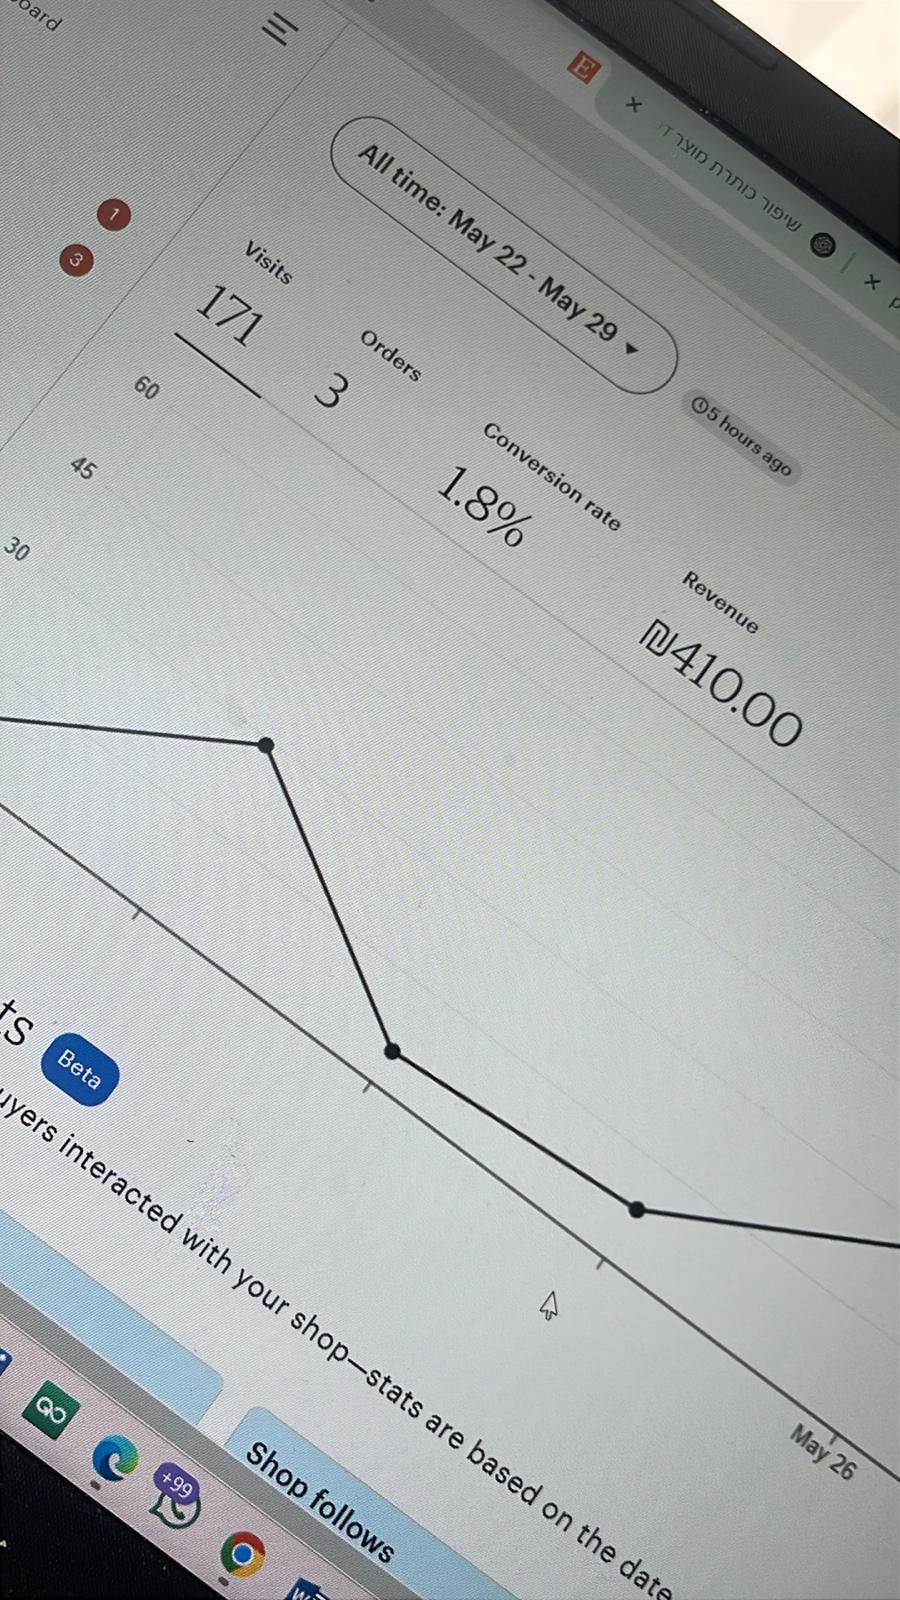 oard
E
שיפור כותרת מוצר
All time: May 22 - May 29
5 hours ago
1
3
Visits
171
Orders
3
Conversion rate
1.8%
Revenue
₪410.00
60
45
30
May 26
ts
Beta
uyers interacted with your shop—stats are based on the date
Shop follows
+99
W